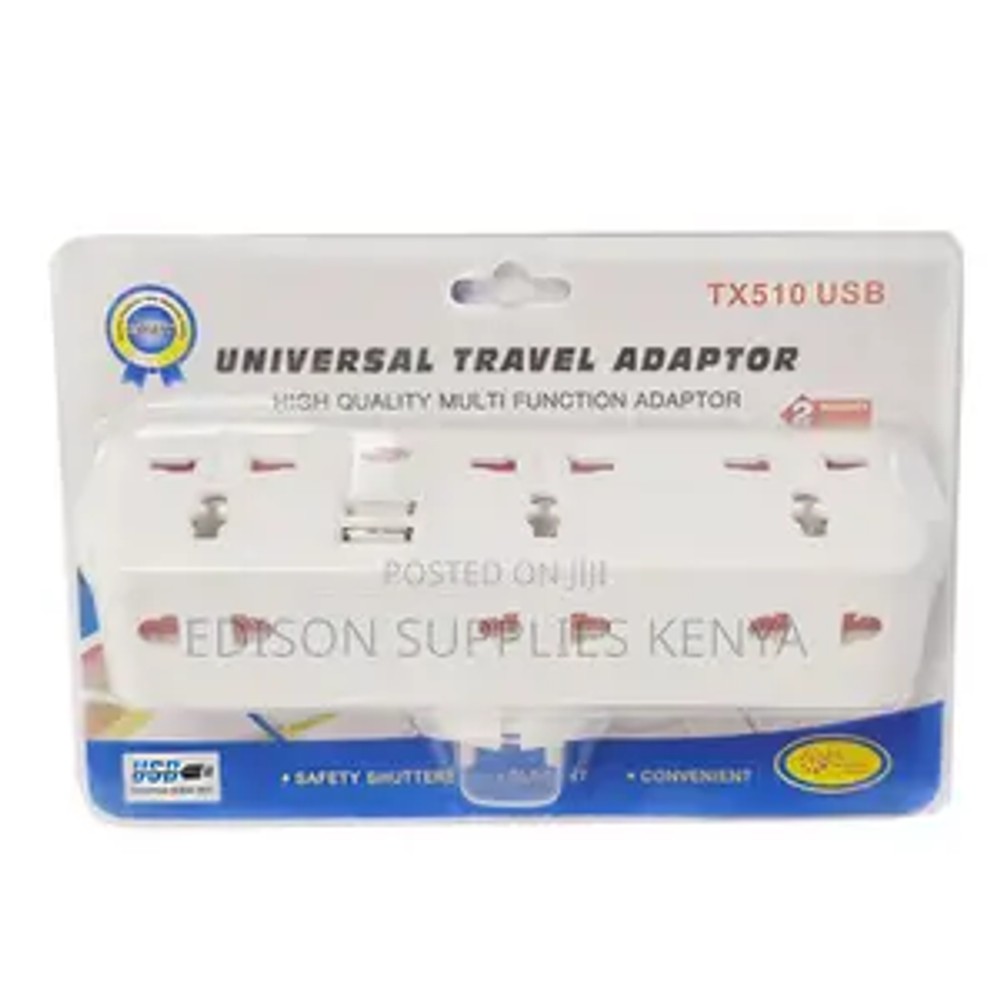 TX510 USB
UNIVERSAL TRAVEL ADAPTOR
HIGH QUALITY MULTI FUNCTION ADAPTOR
2
POSTED ON JIJI
EDISON SUPPLIES KENYA
USB
• SAFETY SHUTTERS
• CONVENIENT